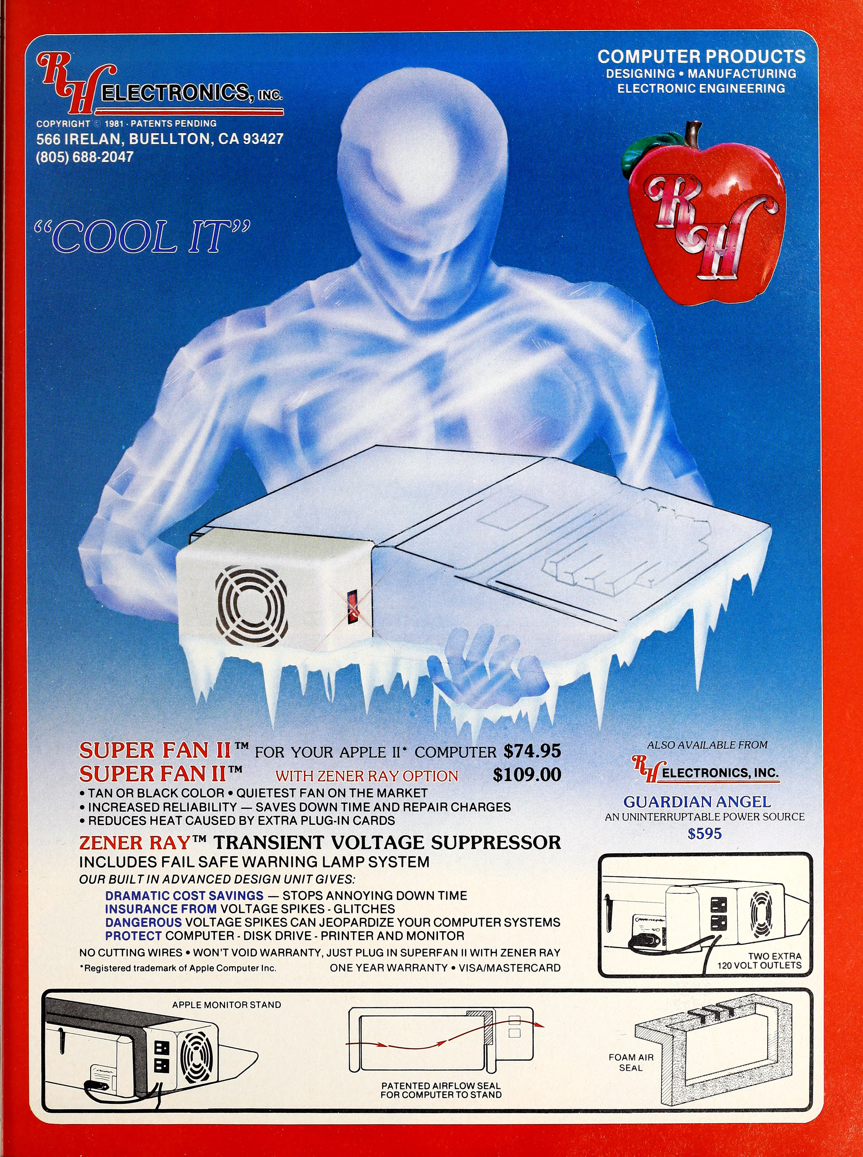 RH ELECTRONICS, INC.
COPYRIGHT © 1981 - PATENTS PENDING
566 IRELAN, BUELLTON, CA 93427
(805) 688-2047
COMPUTER PRODUCTS
DESIGNING • MANUFACTURING
ELECTRONIC ENGINEERING
RH
"COOL IT"
SUPER FAN II™ FOR YOUR APPLE II* COMPUTER $74.95
SUPER FAN II™ WITH ZENER RAY OPTION $109.00
• TAN OR BLACK COLOR • QUIETEST FAN ON THE MARKET
• INCREASED RELIABILITY — SAVES DOWN TIME AND REPAIR CHARGES
• REDUCES HEAT CAUSED BY EXTRA PLUG-IN CARDS
ZENER RAY™ TRANSIENT VOLTAGE SUPPRESSOR
INCLUDES FAIL SAFE WARNING LAMP SYSTEM
OUR BUILT IN ADVANCED DESIGN UNIT GIVES:
DRAMATIC COST SAVINGS — STOPS ANNOYING DOWN TIME
INSURANCE FROM VOLTAGE SPIKES - GLITCHES
DANGEROUS VOLTAGE SPIKES CAN JEOPARDIZE YOUR COMPUTER SYSTEMS
PROTECT COMPUTER - DISK DRIVE - PRINTER AND MONITOR
NO CUTTING WIRES • WON'T VOID WARRANTY, JUST PLUG IN SUPERFAN II WITH ZENER RAY
*Registered trademark of Apple Computer Inc. ONE YEAR WARRANTY • VISA/MASTERCARD
ALSO AVAILABLE FROM
RH ELECTRONICS, INC.
GUARDIAN ANGEL
AN UNINTERRUPTABLE POWER SOURCE
$595
TWO EXTRA
120 VOLT OUTLETS
APPLE MONITOR STAND
PATENTED AIRFLOW SEAL
FOR COMPUTER TO STAND
FOAM AIR
SEAL